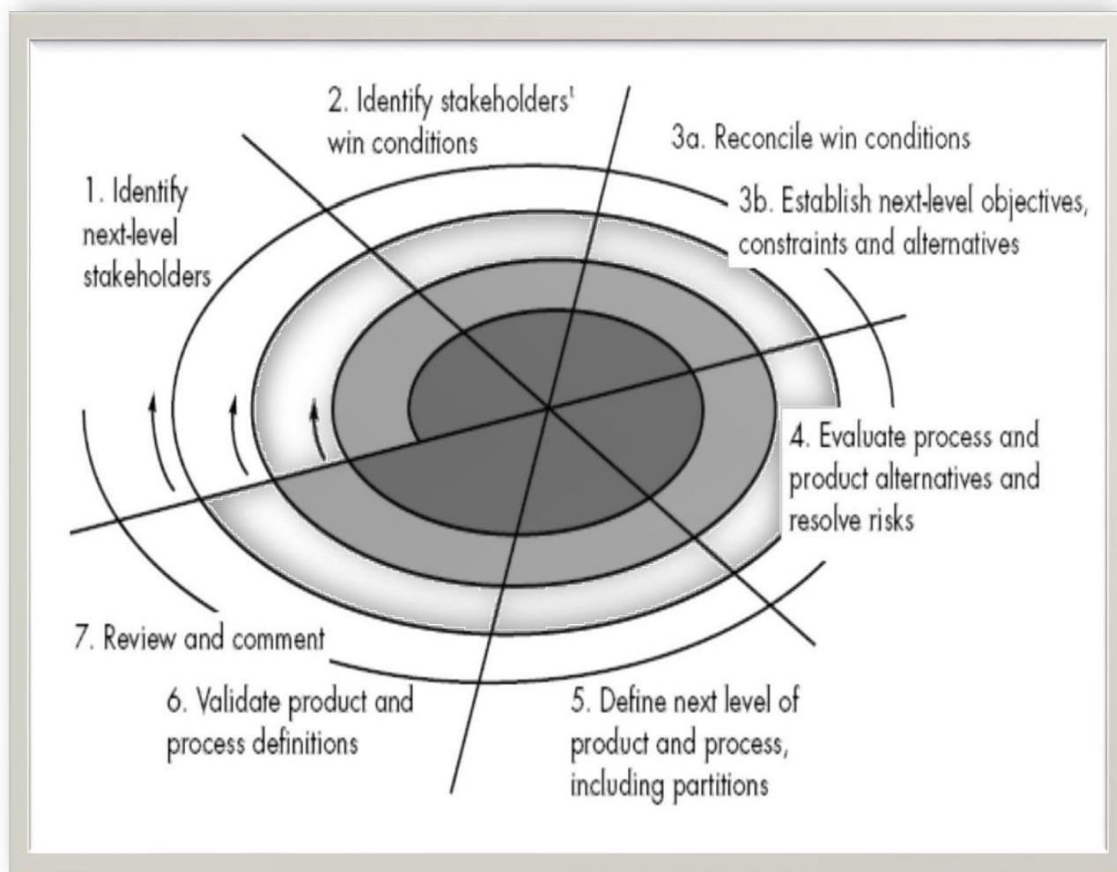 1. Identify
next-level
stakeholders
2. Identify stakeholders'
win conditions
3a. Reconcile win conditions
3b. Establish next-level objectives,
constraints and alternatives
4. Evaluate process and
product alternatives and
resolve risks
5. Define next level of
product and process,
including partitions
6. Validate product and
process definitions
7. Review and comment